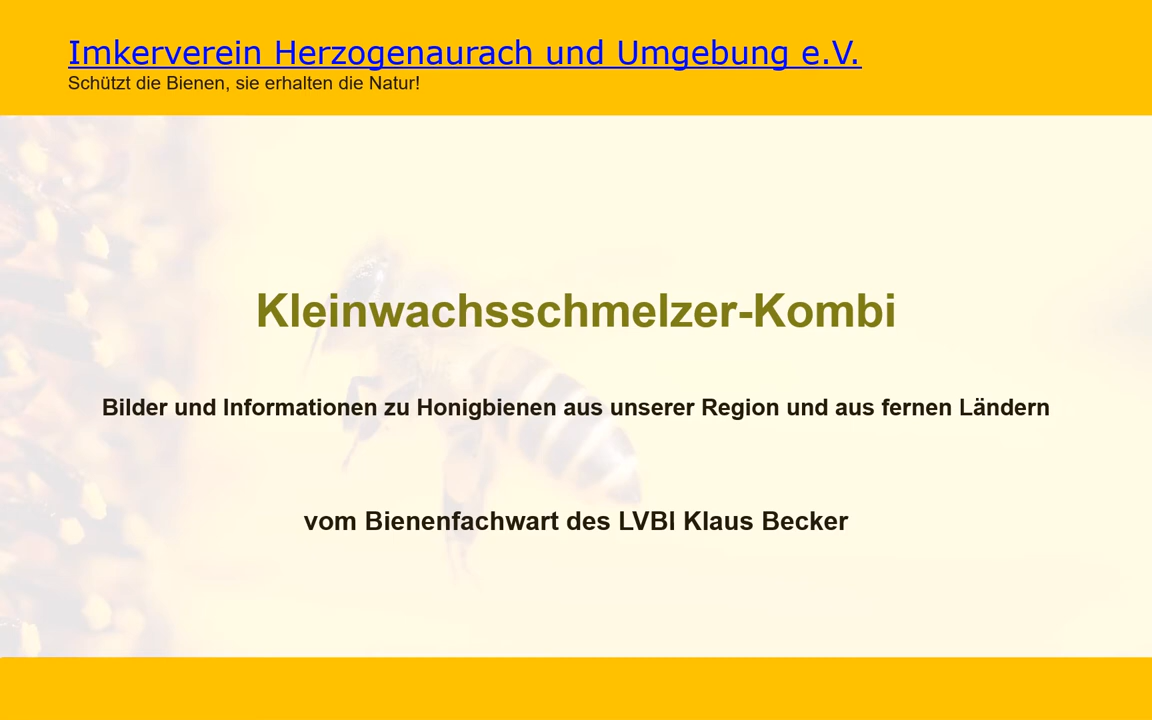 Imkerverein Herzogenaurach und Umgebung e.V.
Schützt die Bienen, sie erhalten die Natur!
Kleinwachsschmelzer-Kombi
Bilder und Informationen zu Honigbienen aus unserer Region und aus fernen Ländern
vom Bienenfachwart des LVBI Klaus Becker